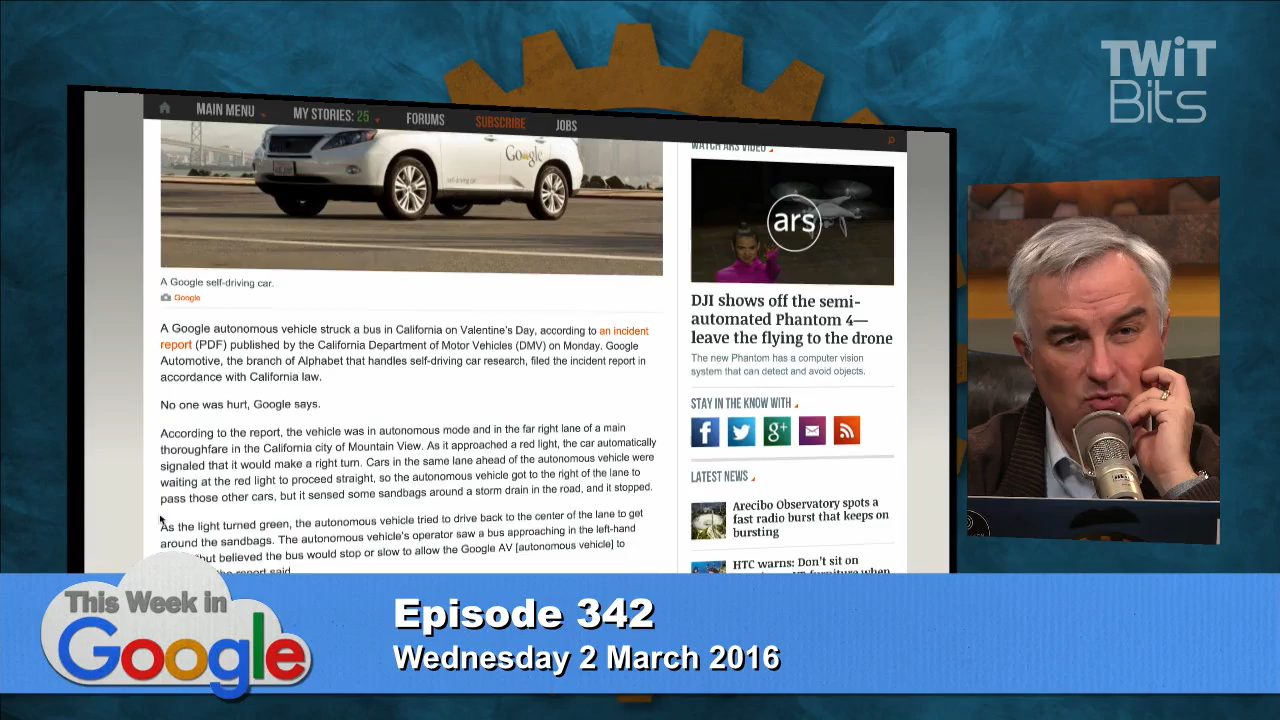 TWiT
Bits
MAIN MENU
MY STORIES: 25
FORUMS
SUBSCRIBE
JOBS
Google
self-driving car
A Google self-driving car.
Google
A Google autonomous vehicle struck a bus in California on Valentine's Day, according to an incident
report (PDF) published by the California Department of Motor Vehicles (DMV) on Monday. Google
Automotive, the branch of Alphabet that handles self-driving car research, filed the incident report in
accordance with California law.
No one was hurt, Google says.
According to the report, the vehicle was in autonomous mode and in the far right lane of a main
thoroughfare in the California city of Mountain View. As it approached a red light, the car automatically
signaled that it would make a right turn. Cars in the same lane ahead of the autonomous vehicle were
waiting at the red light to proceed straight, so the autonomous vehicle got to the right of the lane to
pass those other cars, but it sensed some sandbags around a storm drain in the road, and it stopped.
As the light turned green, the autonomous vehicle tried to drive back to the center of the lane to get
around the sandbags. The autonomous vehicle's operator saw a bus approaching in the left-hand
but believed the bus would stop or slow to allow the Google AV [autonomous vehicle] to
the report said
WATCH ARS VIDEO
ars
DJI shows off the semi-
automated Phantom 4—
leave the flying to the drone
The new Phantom has a computer vision
system that can detect and avoid objects.
STAY IN THE KNOW WITH
f
g+
LATEST NEWS
Arecibo Observatory spots a
fast radio burst that keeps on
bursting
HTC warns: Don't sit on
furniture when
This Week in
Google
Episode 342
Wednesday 2 March 2016